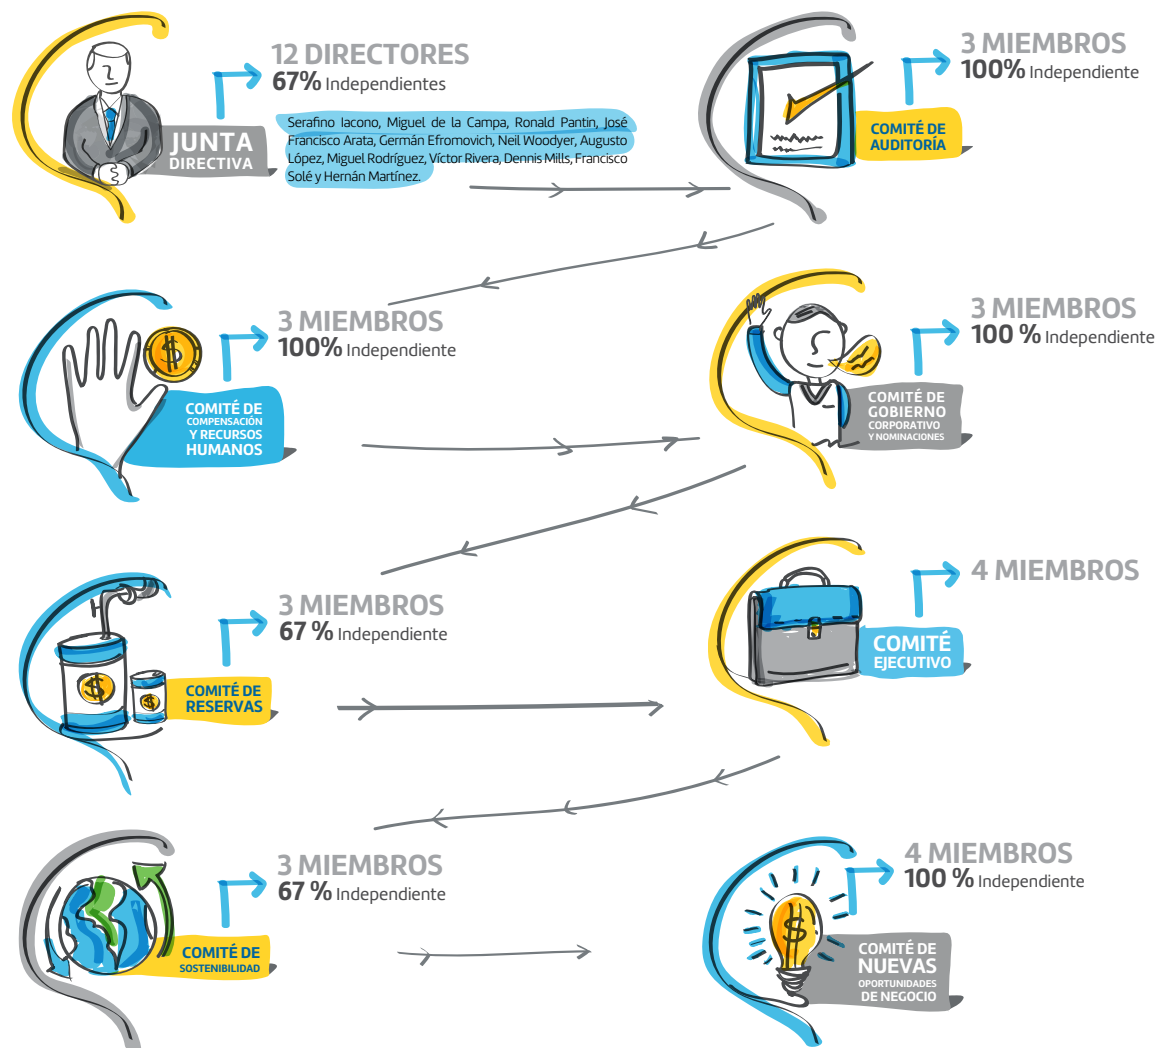 12 DIRECTORES
67% Independientes
JUNTA
DIRECTIVA
Serafino Iacono, Miguel de la Campa, Ronald Pantin, José
Francisco Arata, Germán Efromovich, Neil Woodyer, Augusto
López, Miguel Rodríguez, Víctor Rivera, Dennis Mills, Francisco
Solé y Hernán Martínez.
3 MIEMBROS
100% Independiente
COMITÉ DE
AUDITORÍA
3 MIEMBROS
100% Independiente
$
COMITÉ DE
COMPENSACIÓN
Y RECURSOS
HUMANOS
3 MIEMBROS
100 % Independiente
COMITÉ DE
GOBIERNO
CORPORATIVO
Y NOMINACIONES
3 MIEMBROS
67 % Independiente
$
$
COMITÉ DE
RESERVAS
4 MIEMBROS
COMITÉ
EJECUTIVO
3 MIEMBROS
67 % Independiente
COMITÉ DE
SOSTENIBILIDAD
4 MIEMBROS
100 % Independiente
$
COMITÉ DE
NUEVAS
OPORTUNIDADES
DE NEGOCIO